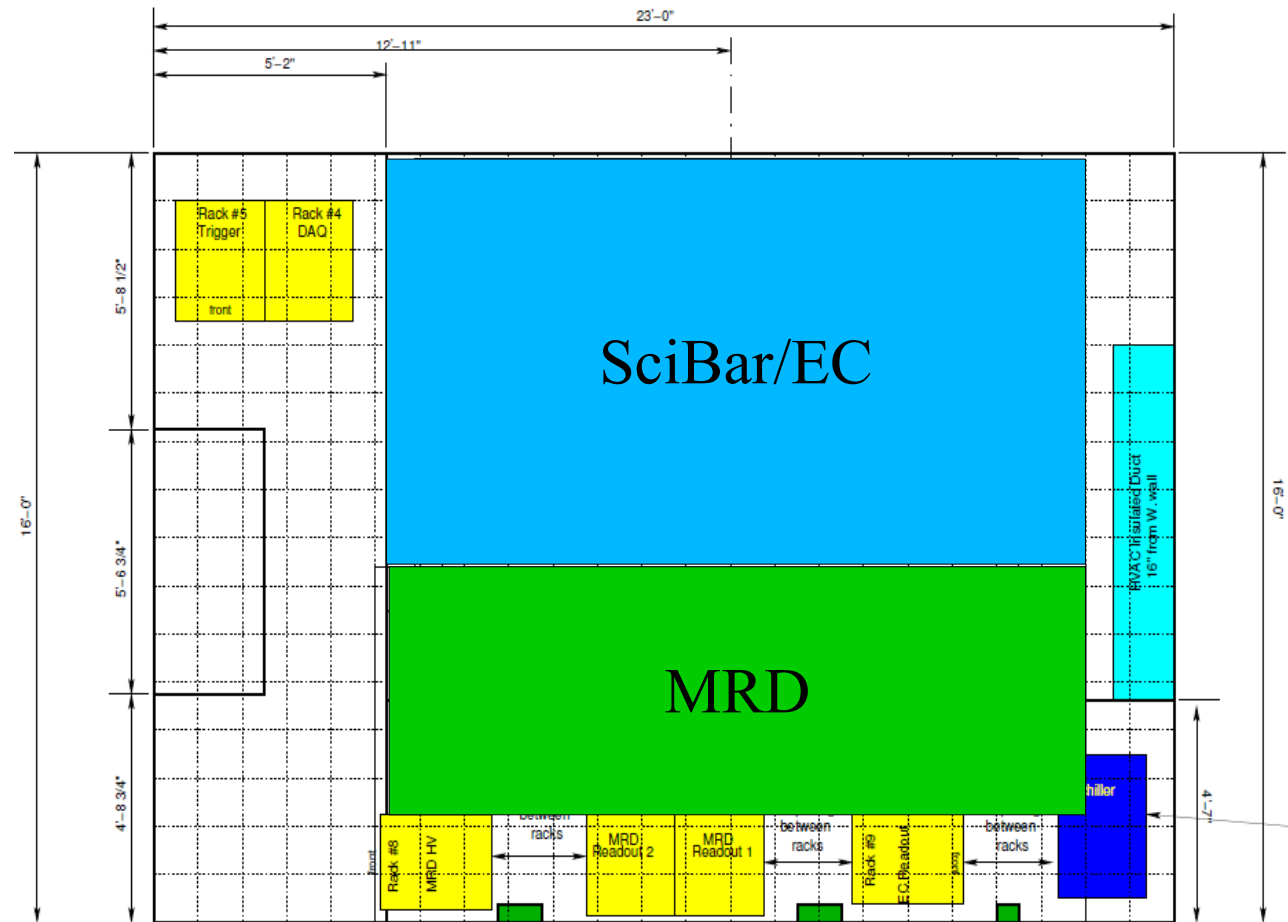 23'-0"
12'-11"
5'-2"
Rack #5
Trigger
Rack #4
DAQ
front
5'-8 1/2"
SciBar/EC
16'-0"
5'-6 3/4"
HVAC Insulated Duct
16" from W. wall
16'-0"
MRD
4'-8 3/4"
4'-7"
hiller
front
Rack #8
MRD HV
between
racks
MRD
Readout 2
MRD
Readout 1
between
racks
Rack #9
EC Readout
front
between
racks